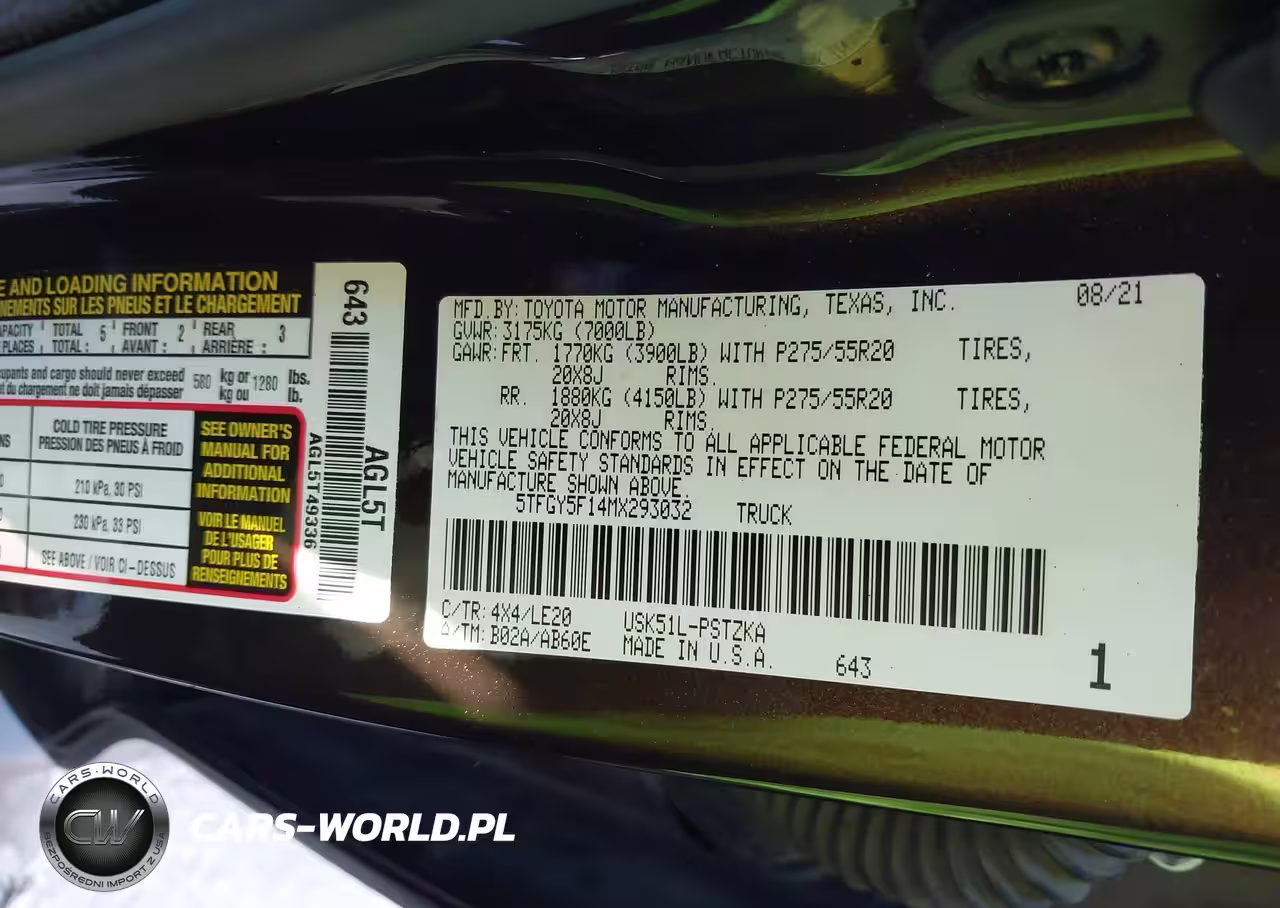 E AND LOADING INFORMATION
NEMENTS SUR LES PNEUS ET LE CHARGEMENT
APACITY TOTAL 5 FRONT 2 REAR 3
PLACES TOTAL : AVANT : ARRIÈRE :
cupants and cargo should never exceed 580 kg or 1280 lbs.
et du chargement ne doit jamais dépasser kg ou lb.
COLD TIRE PRESSURE
PRESSION DES PNEUS À FROID
210 kPa, 30 PSI
230 kPa, 33 PSI
SEE ABOVE / VOIR CI-DESSUS
SEE OWNER'S
MANUAL FOR
ADDITIONAL
INFORMATION
VOIR LE MANUEL
DE L'USAGER
POUR PLUS DE
RENSEIGNEMENTS
643
AGL5T49336
AGL5T
MFD.BY: TOYOTA MOTOR MANUFACTURING, TEXAS, INC. 08/21
GVWR: 3175KG (7000LB)
GAWR: FRT. 1770KG (3900LB) WITH P275/55R20 TIRES,
20X8J RIMS.
RR. 1880KG (4150LB) WITH P275/55R20 TIRES,
20X8J RIMS.
THIS VEHICLE CONFORMS TO ALL APPLICABLE FEDERAL MOTOR
VEHICLE SAFETY STANDARDS IN EFFECT ON THE DATE OF
MANUFACTURE SHOWN ABOVE.
5TFGY5F14MX293032 TRUCK
C/TR: 4X4/LE20 USK51L-PSTZKA
A/TM: B02A/AB60E MADE IN U.S.A. 643 1
CARS-WORLD
CW
BEZPOŚREDNI IMPORT Z USA
CARS-WORLD.PL